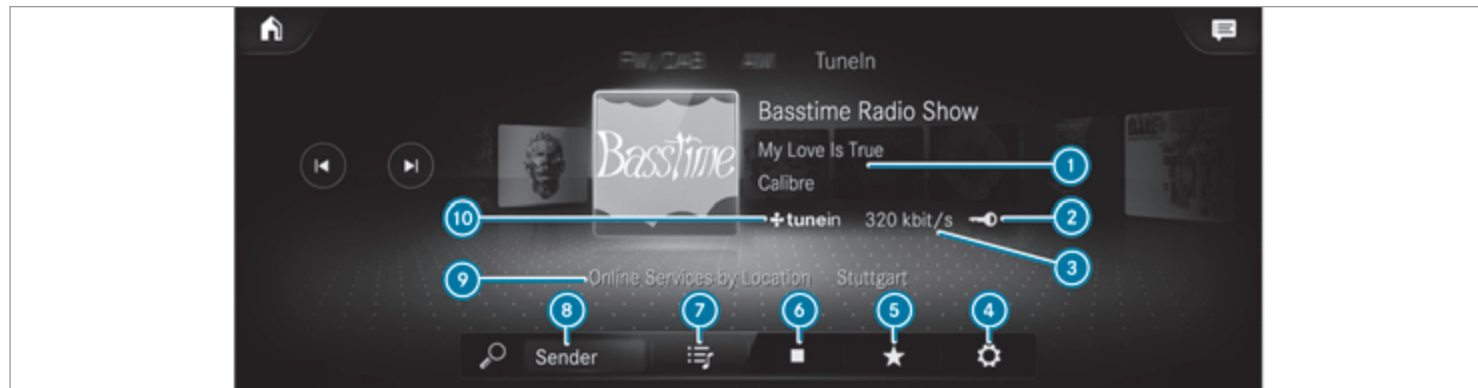 FM/DAB AM TuneIn
Basstime Radio Show
Basstime
My Love Is True
1
Calibre
10
tunein 320 kbit/s
2
3
9
Online Services by Location Stuttgart
8 7 6 5 4
Sender